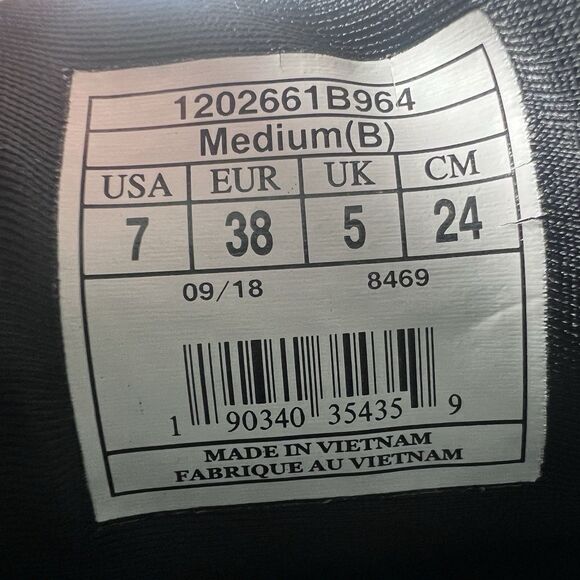 1202661B964
Medium(B)
USA EUR UK CM
7 38 5 24
09/18 8469
1 90340 35435 9
MADE IN VIETNAM
FABRIQUE AU VIETNAM